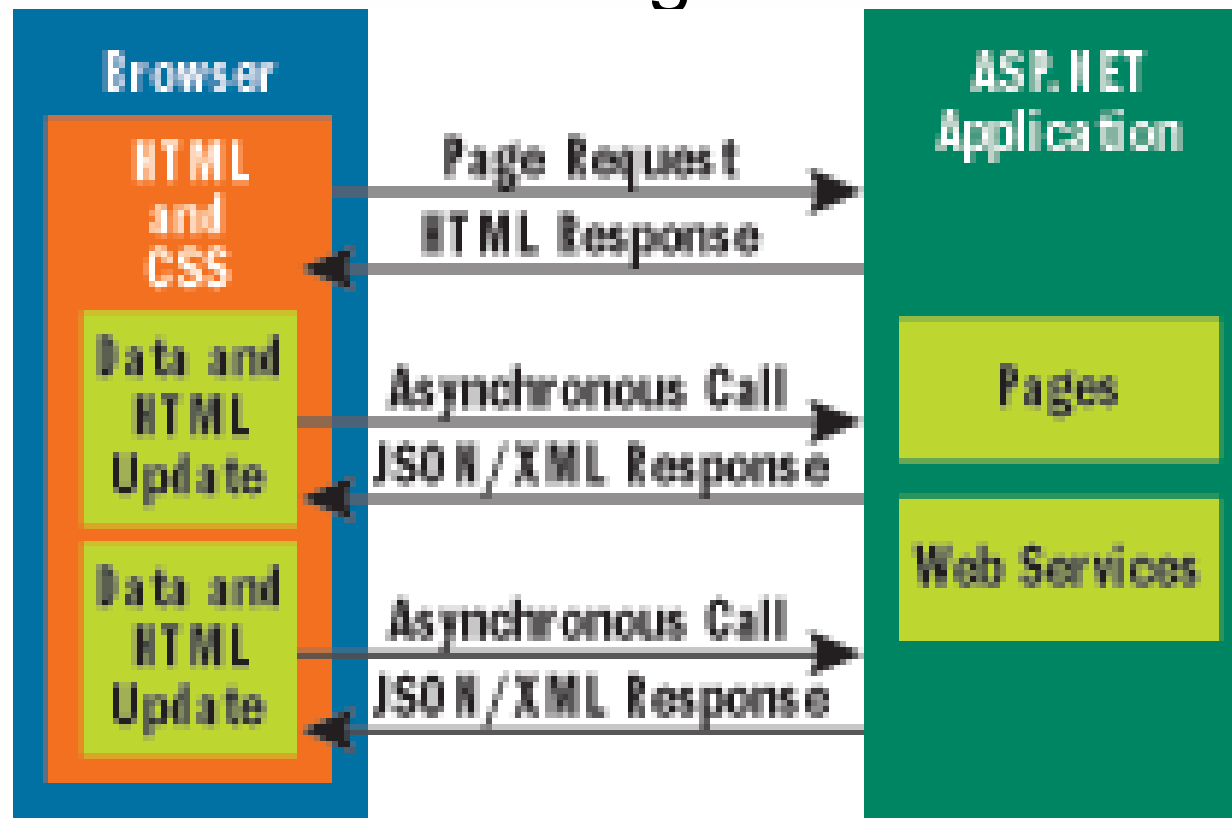 Browser
HTML
and
CSS
Data and
HTML
Update
Data and
HTML
Update
Page Request
HTML Response
Asynchronous Call
JSON/XML Response
Asynchronous Call
JSON/XML Response
ASP.NET
Application
Pages
Web Services